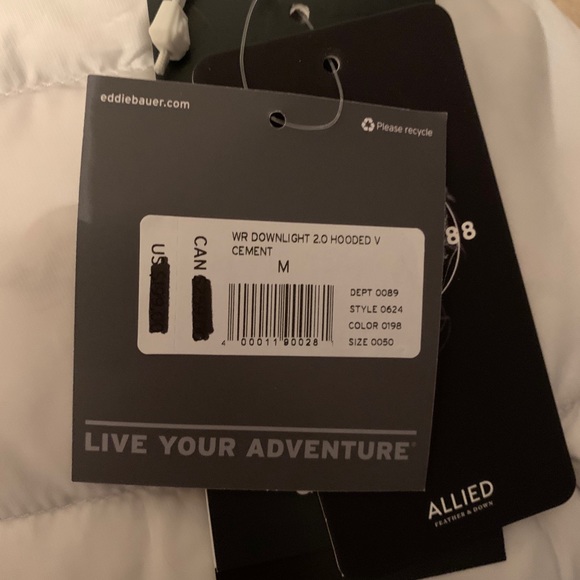 eddiebauer.com
Please recycle
US
CAN
WR DOWNLIGHT 2.0 HOODED V
CEMENT
M
DEPT 0089
STYLE 0624
COLOR 0198
SIZE 0050
4 00011 90028
88
LIVE YOUR ADVENTURE®
ALLIED
FEATHER & DOWN